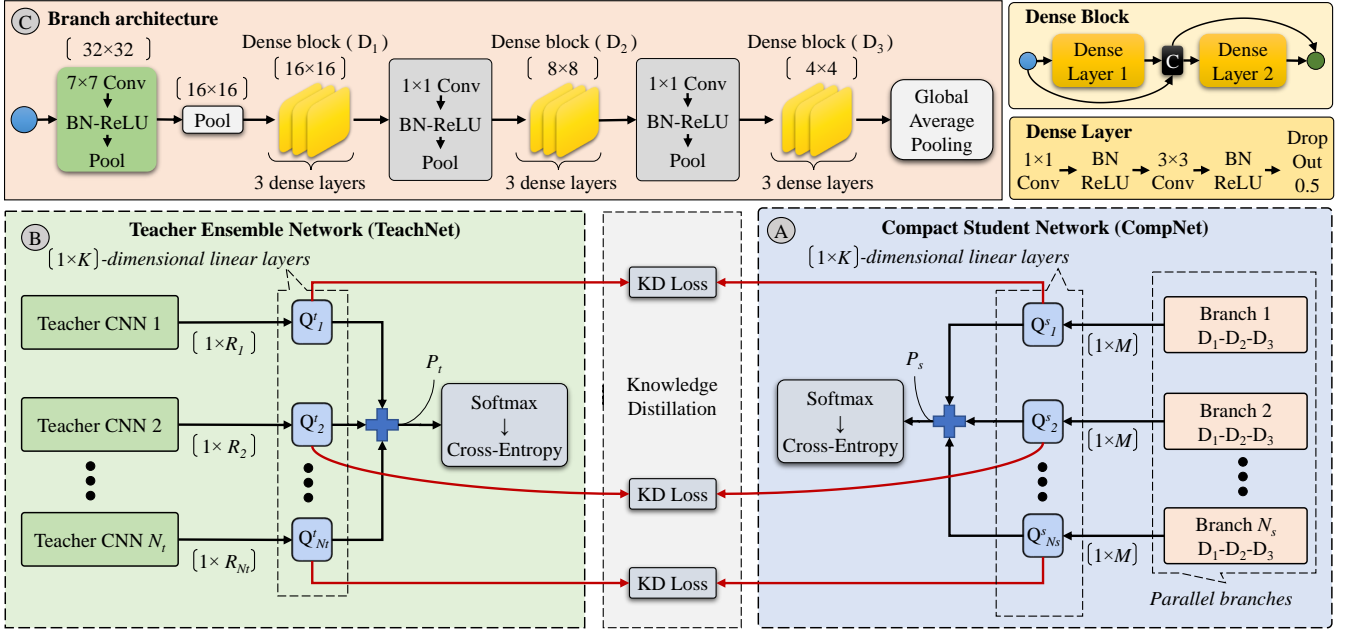 C Branch architecture
[ 32×32 )
7×7 Conv
BN-ReLU
Pool
[16×16]
Pool
Dense block ( D₁ )
[16×16]
3 dense layers
1×1 Conv
BN-ReLU
Pool
Dense block ( D₂ )
[ 8×8 ]
3 dense layers
1×1 Conv
BN-ReLU
Pool
Dense block ( D₃ )
[ 4×4 ]
3 dense layers
Global
Average
Pooling
Dense Block
Dense
Layer 1
C
Dense
Layer 2
Dense Layer
1×1
Conv
BN
ReLU
3×3
Conv
BN
ReLU
Drop
Out
0.5
B
Teacher Ensemble Network (TeachNet)
[1×K]-dimensional linear layers
Teacher CNN 1
[1×R₁]
Qᵗ₁
Teacher CNN 2
[1× R₂]
Qᵗ₂
Teacher CNN Nₜ
[1× R_Nt]
Qᵗ_Nt
Pₜ
Softmax
↓
Cross-Entropy
KD Loss
Knowledge
Distillation
KD Loss
KD Loss
A
Compact Student Network (CompNet)
[1×K]-dimensional linear layers
Pₛ
Softmax
↓
Cross-Entropy
Qˢ₁
[1×M]
Branch 1
D₁-D₂-D₃
Qˢ₂
[1×M]
Branch 2
D₁-D₂-D₃
Qˢ_Ns
[1×M]
Branch Nₛ
D₁-D₂-D₃
Parallel branches